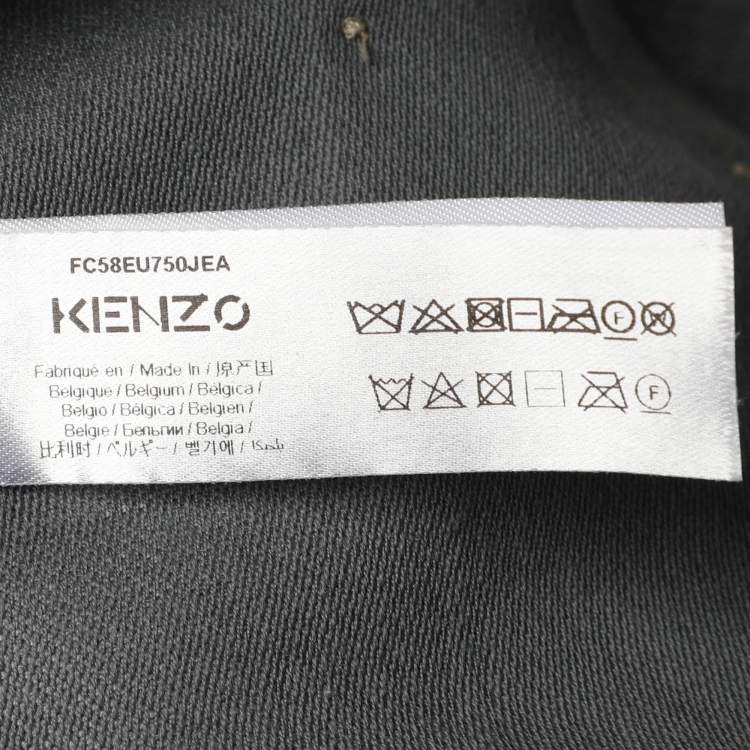 FC58EU750JEA
KENZO
Fabriqué en / Made In / 原产国
Belgique / Belgium / Bélgica /
Belgio / Bélgica / Belgien /
België / Бельгии / Belgia /
比利时 / ベルギー / 벨기에 / بلجيكا
F
F